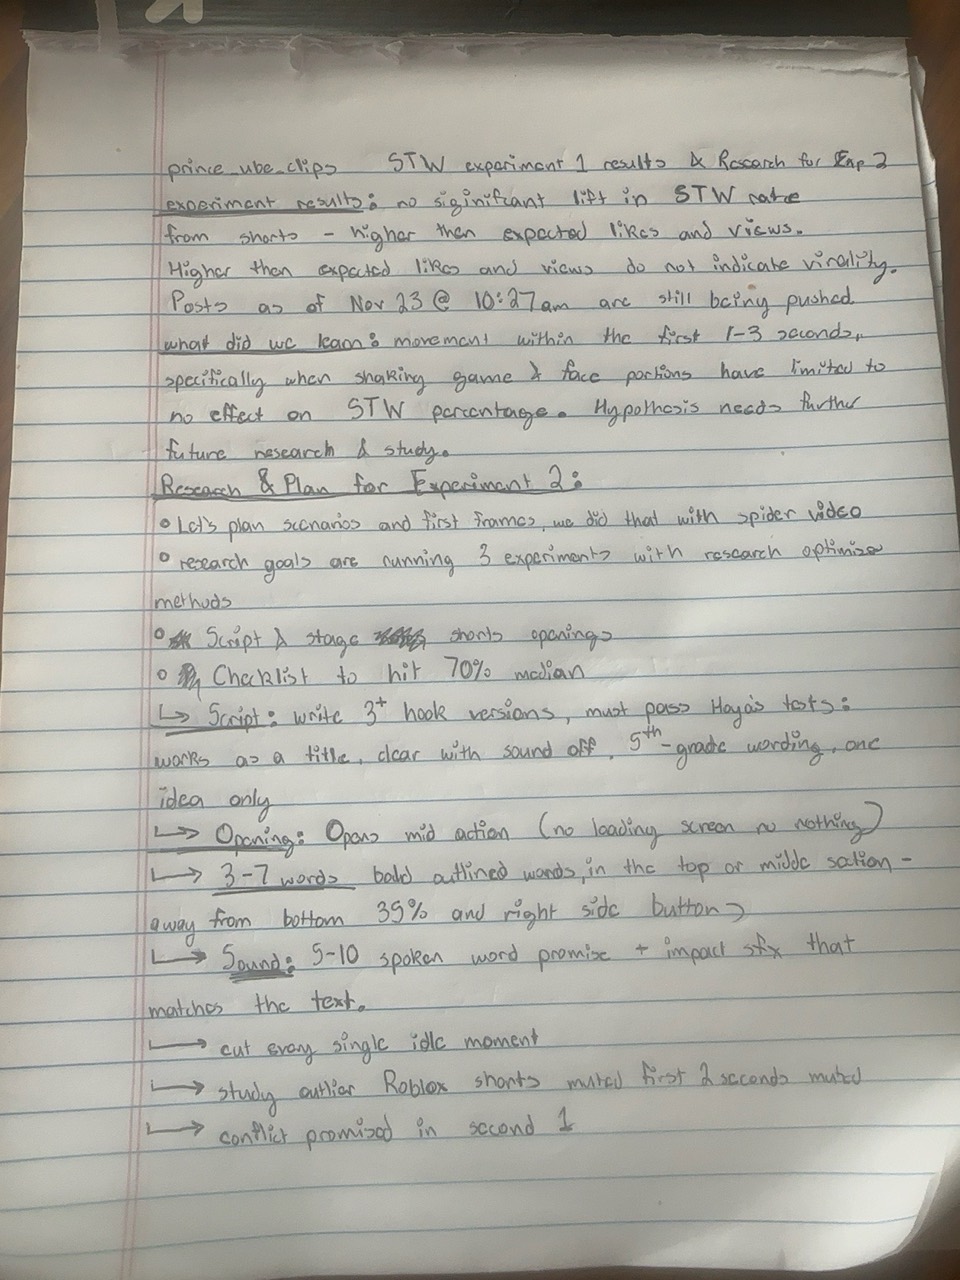 prince_ube_clips STW experiment 1 results & Research for Exp 2
experiment results: no siginificant lift in STW rate
from shorts - higher then expected likes and views.
Higher then expected likes and views do not indicate virality.
Posts as of Nov 23 @ 10:27am are still being pushed
what did we learn: movement within the first 1-3 seconds,
specifically when shaking game & face portions have limited to
no effect on STW percentage. Hypothesis needs further
future research & study.
Research & Plan for Experiment 2:
• Let's plan scenarios and first frames, we did that with spider video
• research goals are running 3 experiments with research optimize
methods
• Script & stage shorts openings
• Checklist to hit 70% median
↳ Script: write 3+ hook versions, must pass Hayo's tests:
works as a title, clear with sound off, 5th-grade wording, one
idea only
↳ Opening: Opens mid action (no loading screen no nothing)
↳ 3-7 words bold outlined words, in the top or middle section -
away from bottom 35% and right side buttons
↳ Sound: 5-10 spoken word promise + impact sfx that
matches the text.
↳ cut every single idle moment
↳ study outlier Roblox shorts muted first 2 seconds muted
↳ conflict promised in second 1